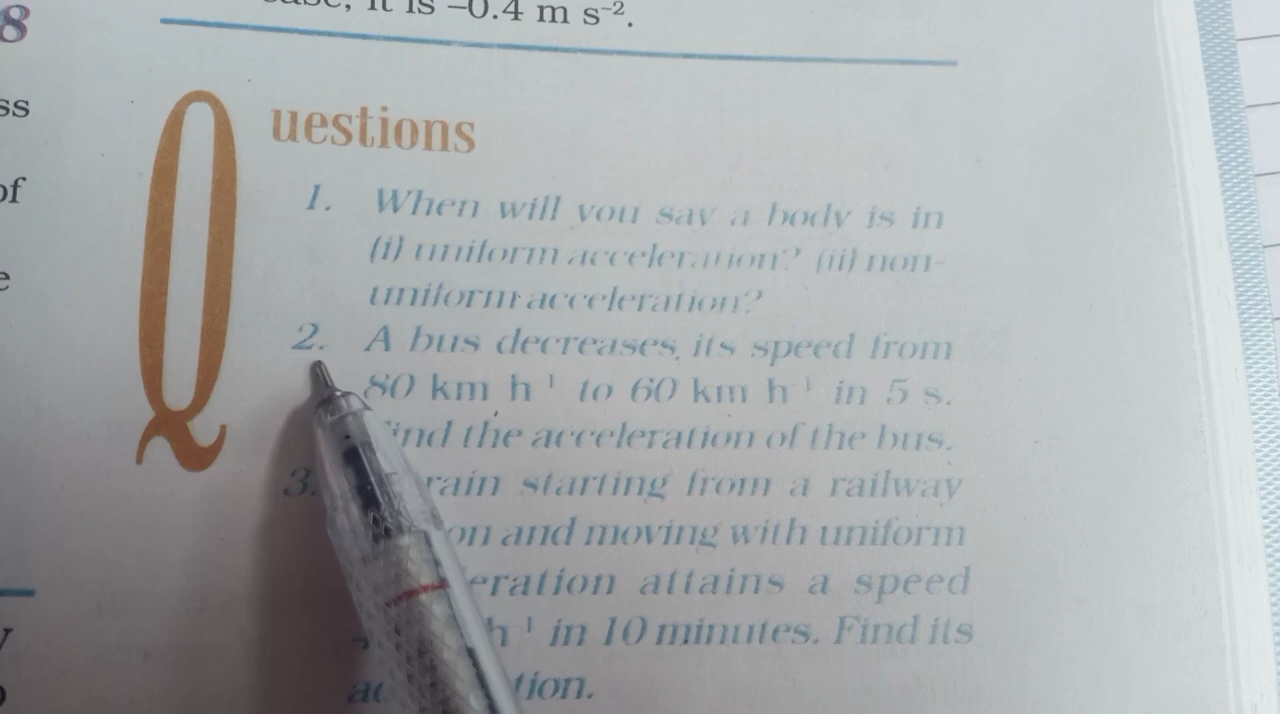 8
ss
of
e
it is –0.4 m s⁻².
Questions
1. When will you say a body is in
(i) uniform acceleration? (ii) non-
uniform acceleration?
2. A bus decreases its speed from
80 km h⁻¹ to 60 km h⁻¹ in 5 s.
ind the acceleration of the bus.
3. rain starting from a railway
on and moving with uniform
eration attains a speed
h⁻¹ in 10 minutes. Find its
ac tion.